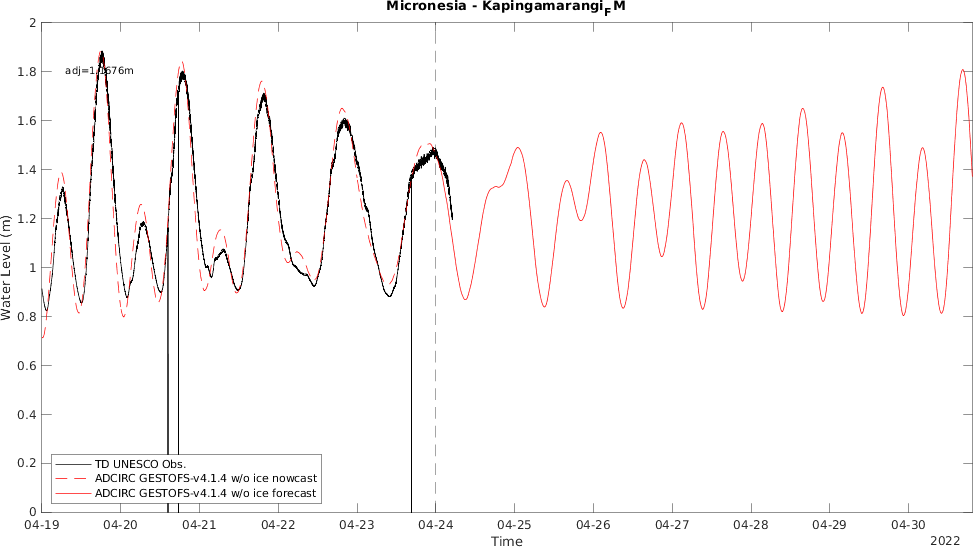 Micronesia - KapingamarangiFM
2
1.8
adj=1.1676m
1.6
1.4
1.2
1
0.8
0.6
0.4
0.2
0
Water Level (m)
TD UNESCO Obs.
ADCIRC GESTOFS-v4.1.4 w/o ice nowcast
ADCIRC GESTOFS-v4.1.4 w/o ice forecast
04-19 04-20 04-21 04-22 04-23 04-24 04-25 04-26 04-27 04-28 04-29 04-30
Time
2022